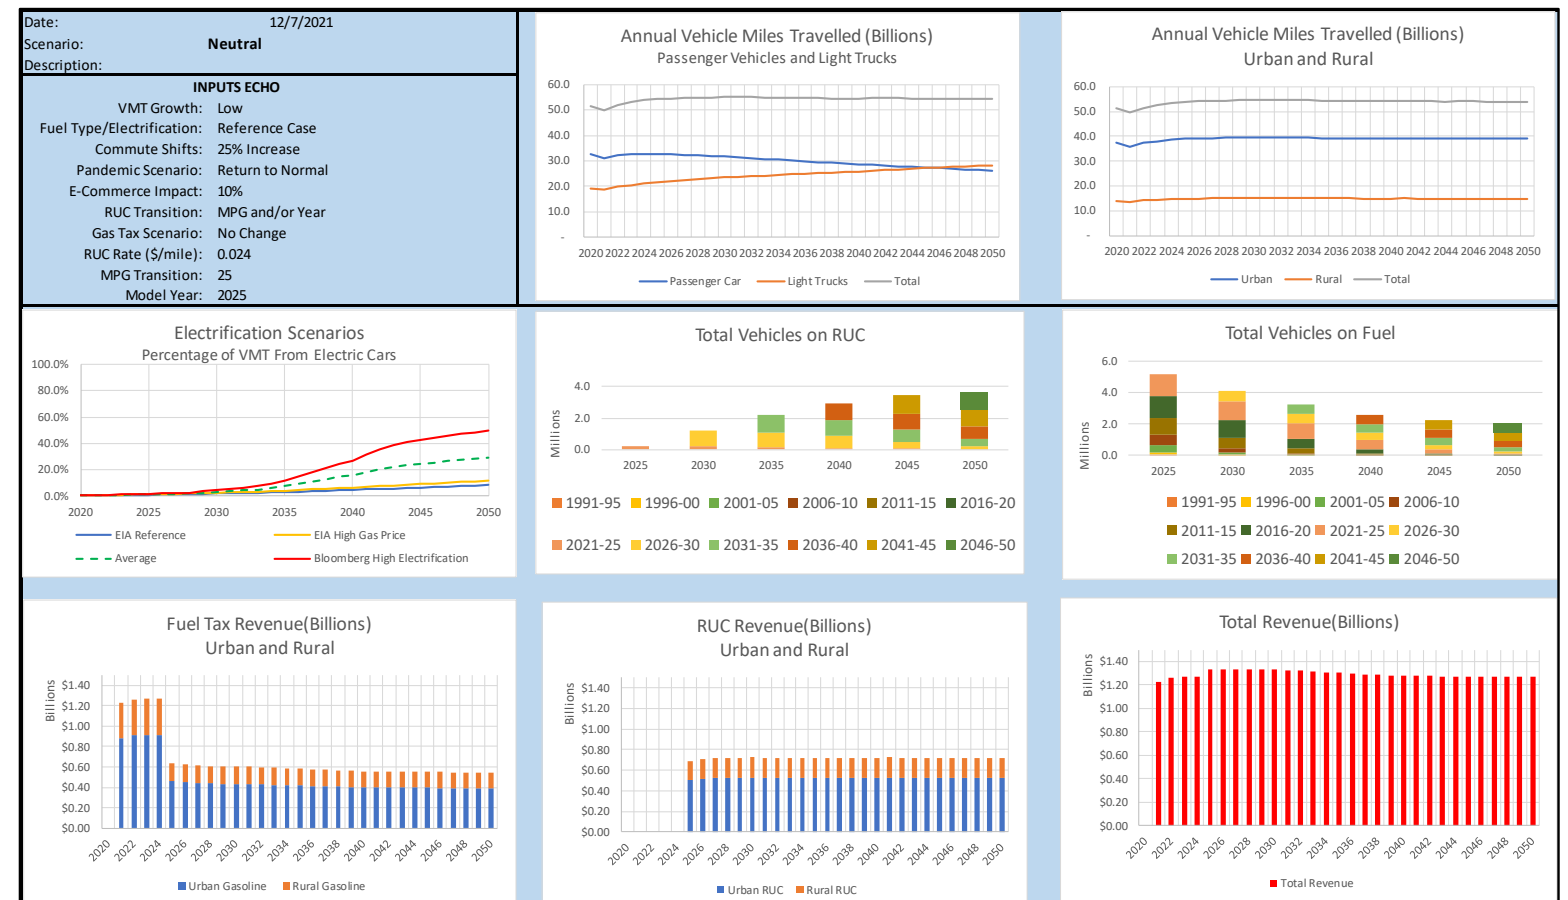 Date: 12/7/2021
Scenario: Neutral
Description:
INPUTS ECHO
VMT Growth: Low
Fuel Type/Electrification: Reference Case
Commute Shifts: 25% Increase
Pandemic Scenario: Return to Normal
E-Commerce Impact: 10%
RUC Transition: MPG and/or Year
Gas Tax Scenario: No Change
RUC Rate ($/mile): 0.024
MPG Transition: 25
Model Year: 2025
Annual Vehicle Miles Travelled (Billions)
Passenger Vehicles and Light Trucks
60.0
50.0
40.0
30.0
20.0
10.0
-
2020 2022 2024 2026 2028 2030 2032 2034 2036 2038 2040 2042 2044 2046 2048 2050
Passenger Car Light Trucks Total
Annual Vehicle Miles Travelled (Billions)
Urban and Rural
60.0
50.0
40.0
30.0
20.0
10.0
-
2020 2022 2024 2026 2028 2030 2032 2034 2036 2038 2040 2042 2044 2046 2048 2050
Urban Rural Total
Electrification Scenarios
Percentage of VMT From Electric Cars
100.0%
80.0%
60.0%
40.0%
20.0%
0.0%
2020 2025 2030 2035 2040 2045 2050
EIA Reference EIA High Gas Price
Average Bloomberg High Electrification
Total Vehicles on RUC
Millions
4.0
2.0
0.0
2025 2030 2035 2040 2045 2050
1991-95 1996-00 2001-05 2006-10 2011-15 2016-20
2021-25 2026-30 2031-35 2036-40 2041-45 2046-50
Total Vehicles on Fuel
Millions
6.0
4.0
2.0
0.0
2025 2030 2035 2040 2045 2050
1991-95 1996-00 2001-05 2006-10
2011-15 2016-20 2021-25 2026-30
2031-35 2036-40 2041-45 2046-50
Fuel Tax Revenue(Billions)
Urban and Rural
Billions
$1.40
$1.20
$1.00
$0.80
$0.60
$0.40
$0.20
$0.00
2020 2022 2024 2026 2028 2030 2032 2034 2036 2038 2040 2042 2044 2046 2048 2050
Urban Gasoline Rural Gasoline
RUC Revenue(Billions)
Urban and Rural
Billions
$1.40
$1.20
$1.00
$0.80
$0.60
$0.40
$0.20
$0.00
2020 2022 2024 2026 2028 2030 2032 2034 2036 2038 2040 2042 2044 2046 2048 2050
Urban RUC Rural RUC
Total Revenue(Billions)
Billions
$1.40
$1.20
$1.00
$0.80
$0.60
$0.40
$0.20
$0.00
2020 2022 2024 2026 2028 2030 2032 2034 2036 2038 2040 2042 2044 2046 2048 2050
Total Revenue